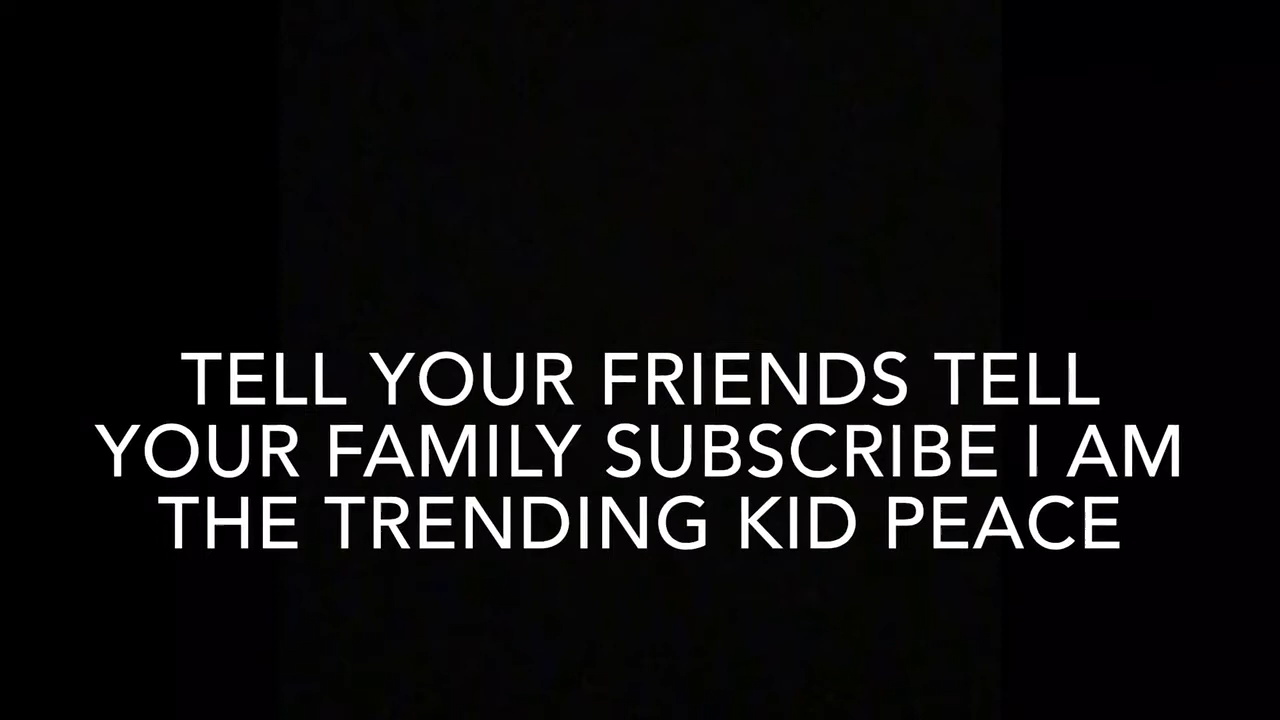 TELL YOUR FRIENDS TELL
YOUR FAMILY SUBSCRIBE I AM
THE TRENDING KID PEACE